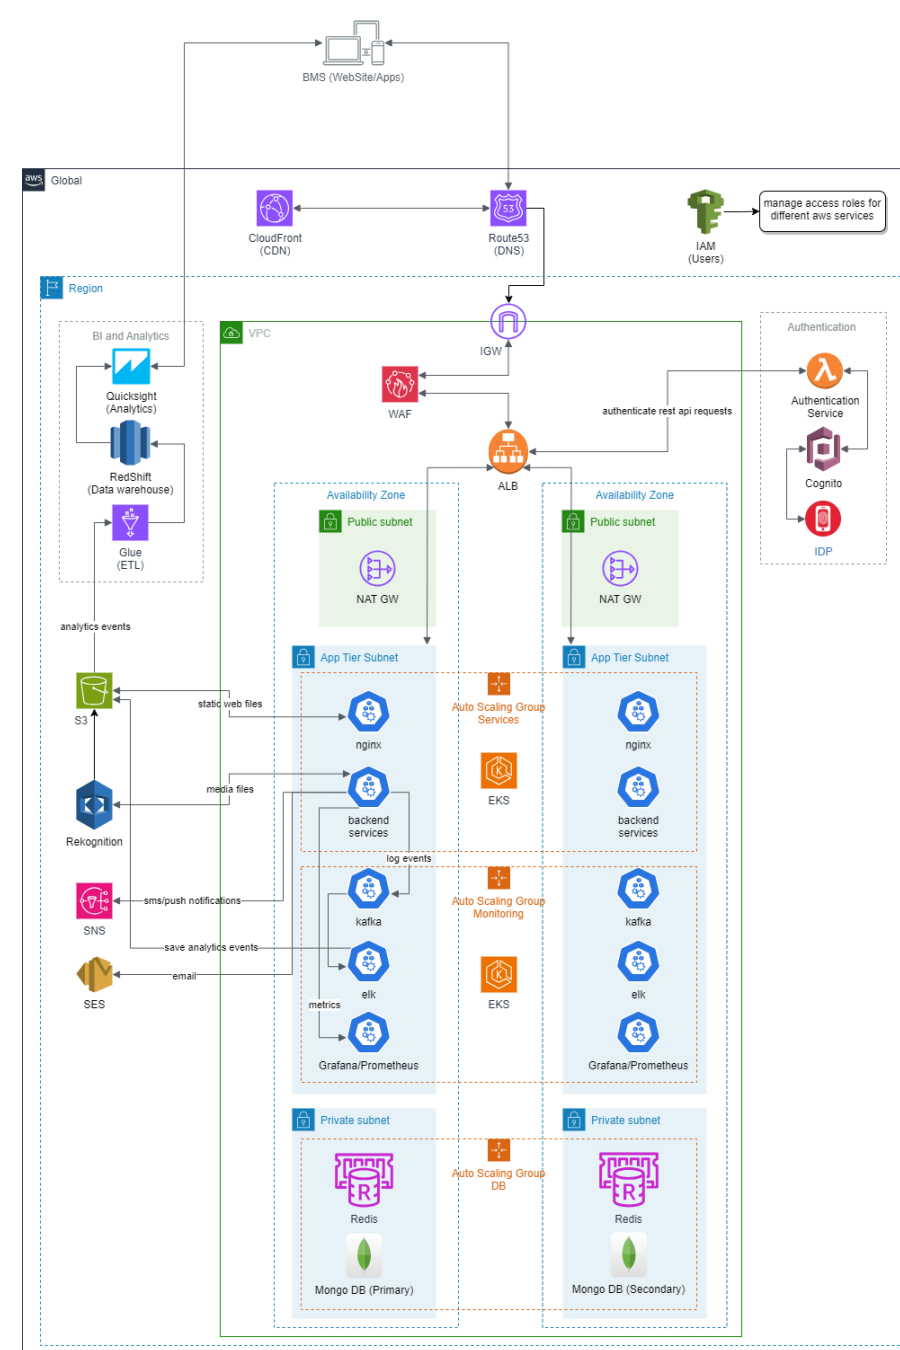 BMS (WebSite/Apps)
aws
Global
CloudFront
(CDN)
53
Route53
(DNS)
IAM
(Users)
manage access roles for
different aws services
Region
BI and Analytics
Quicksight
(Analytics)
RedShift
(Data warehouse)
Glue
(ETL)
VPC
IGW
WAF
ALB
authenticate rest api requests
Authentication
Authentication
Service
Cognito
IDP
Availability Zone
Availability Zone
Public subnet
Public subnet
NAT GW
NAT GW
analytics events
App Tier Subnet
App Tier Subnet
S3
static web files
Auto Scaling Group
Services
nginx
nginx
media files
EKS
backend
services
backend
services
Rekognition
log events
Auto Scaling Group
Monitoring
sms/push notifications
SNS
kafka
kafka
save analytics events
email
SES
elk
elk
EKS
metrics
Grafana/Prometheus
Grafana/Prometheus
Private subnet
Private subnet
Auto Scaling Group
DB
R
R
Redis
Redis
Mongo DB (Primary)
Mongo DB (Secondary)